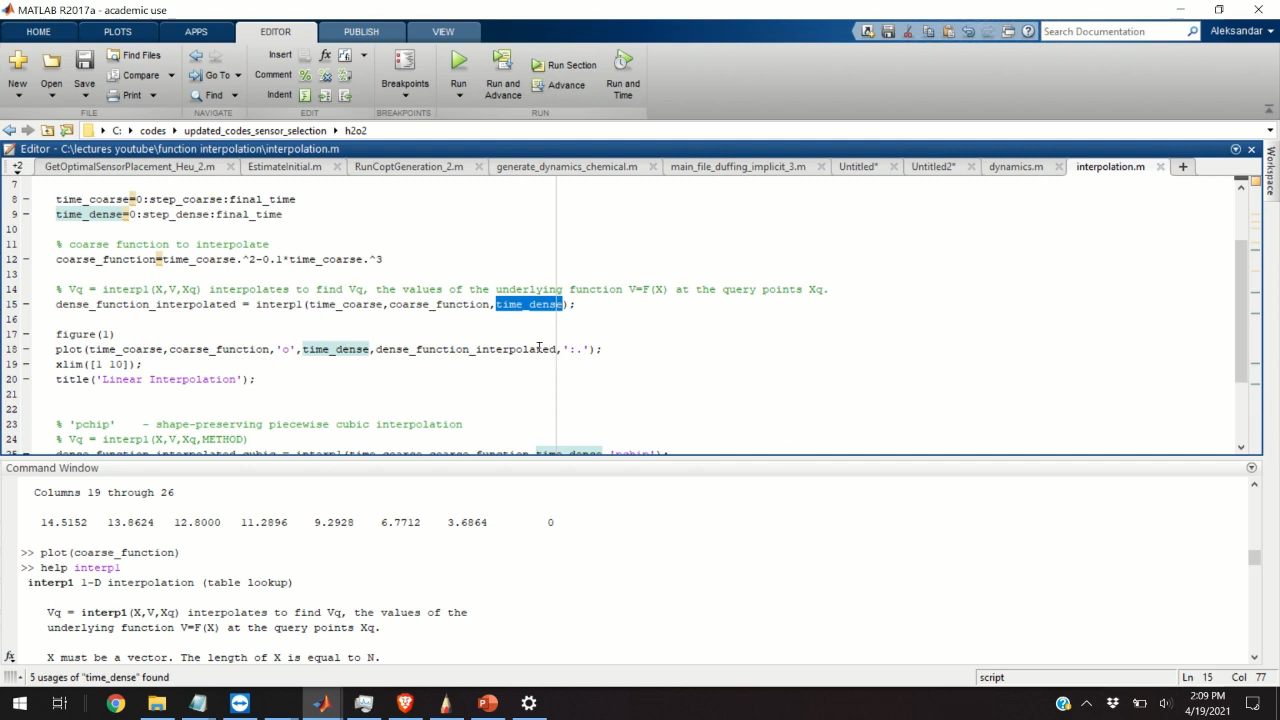 MATLAB R2017a - academic use
HOME PLOTS APPS EDITOR PUBLISH VIEW Search Documentation Aleksandar
New Open Save Find Files Compare Print Go To Find Insert Comment Indent fx Breakpoints Run Run and Advance Run Section Advance Run and Time
FILE NAVIGATE EDIT BREAKPOINTS RUN
C: codes updated_codes_sensor_selection h2o2
Editor - C:\lectures youtube\function interpolation\interpolation.m
+2 GetOptimalSensorPlacement_Heu_2.m EstimateInitial.m RunCoptGeneration_2.m generate_dynamics_chemical.m main_file_duffing_implicit_3.m Untitled* Untitled2* dynamics.m interpolation.m
7
8 time_coarse=0:step_coarse:final_time
9 time_dense=0:step_dense:final_time
10
11 % coarse function to interpolate
12 coarse_function=time_coarse.^2-0.1*time_coarse.^3
13
14 % Vq = interp1(X,V,Xq) interpolates to find Vq, the values of the underlying function V=F(X) at the query points Xq.
15 dense_function_interpolated = interp1(time_coarse,coarse_function,time_dense);
16
17 figure(1)
18 plot(time_coarse,coarse_function,'o',time_dense,dense_function_interpolated,':.');
19 xlim([1 10]);
20 title('Linear Interpolation');
21
22
23 % 'pchip' - shape-preserving piecewise cubic interpolation
24 % Vq = interp1(X,V,Xq,METHOD)
25 dense_function_interpolated_cubic = interp1(time_coarse,coarse_function,time_dense,'pchip');
Command Window
Columns 19 through 26
14.5152 13.8624 12.8000 11.2896 9.2928 6.7712 3.6864 0
>> plot(coarse_function)
>> help interp1
interp1 1-D interpolation (table lookup)
Vq = interp1(X,V,Xq) interpolates to find Vq, the values of the
underlying function V=F(X) at the query points Xq.
fx X must be a vector. The length of X is equal to N.
5 usages of "time_dense" found script Ln 15 Col 77
Workspace
2:09 PM
4/19/2021